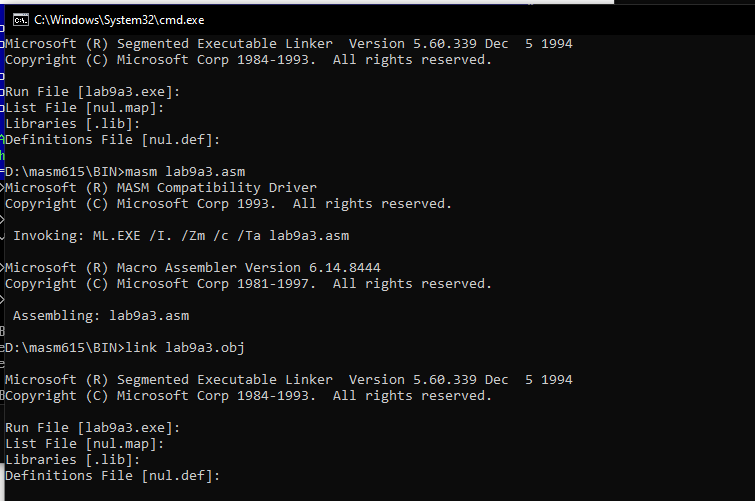 C:\Windows\System32\cmd.exe
Microsoft (R) Segmented Executable Linker  Version 5.60.339 Dec  5 1994
Copyright (C) Microsoft Corp 1984-1993.  All rights reserved.
Run File [lab9a3.exe]:
List File [nul.map]:
Libraries [.lib]:
Definitions File [nul.def]:
D:\masm615\BIN>masm lab9a3.asm
Microsoft (R) MASM Compatibility Driver
Copyright (C) Microsoft Corp 1993.  All rights reserved.
Invoking: ML.EXE /I. /Zm /c /Ta lab9a3.asm
Microsoft (R) Macro Assembler Version 6.14.8444
Copyright (C) Microsoft Corp 1981-1997.  All rights reserved.
Assembling: lab9a3.asm
D:\masm615\BIN>link lab9a3.obj
Microsoft (R) Segmented Executable Linker  Version 5.60.339 Dec  5 1994
Copyright (C) Microsoft Corp 1984-1993.  All rights reserved.
Run File [lab9a3.exe]:
List File [nul.map]:
Libraries [.lib]:
Definitions File [nul.def]: